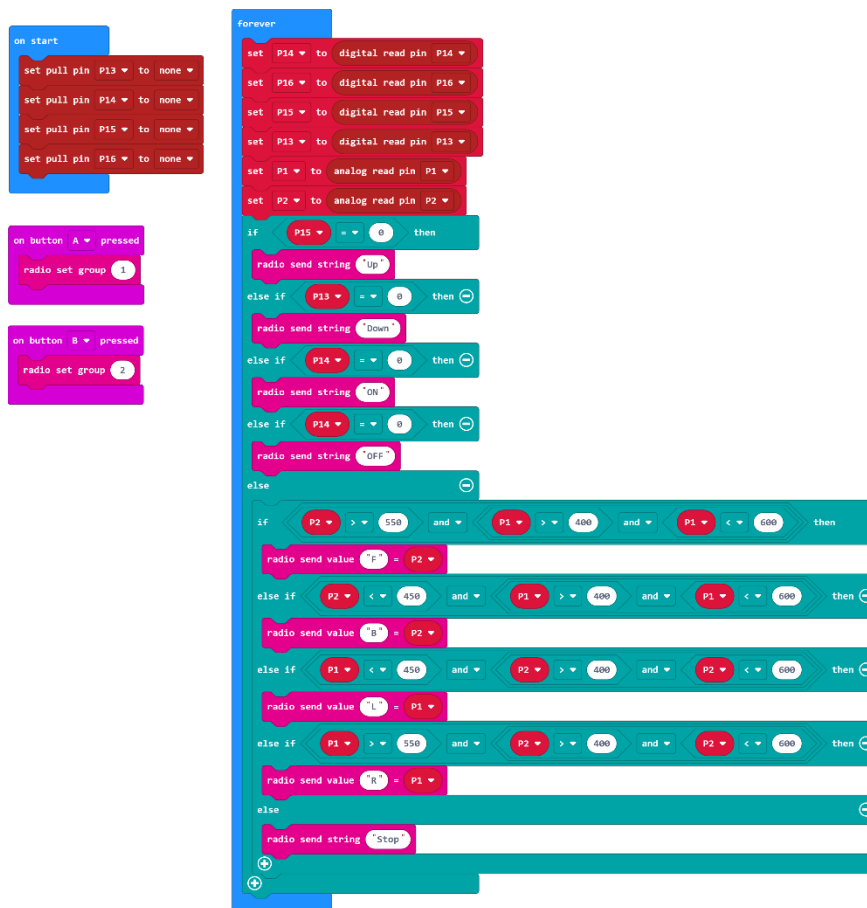 on start
set pull pin P13 to none
set pull pin P14 to none
set pull pin P15 to none
set pull pin P16 to none
on button A pressed
radio set group 1
on button B pressed
radio set group 2
forever
set P14 to digital read pin P14
set P16 to digital read pin P16
set P15 to digital read pin P15
set P13 to digital read pin P13
set P1 to analog read pin P1
set P2 to analog read pin P2
if P15 = 0 then
radio send string "Up"
else if P13 = 0 then
radio send string "Down"
else if P14 = 0 then
radio send string "ON"
else if P14 = 0 then
radio send string "OFF"
else
if P2 > 550 and P1 > 400 and P1 < 600 then
radio send value "F" = P2
else if P2 < 450 and P1 > 400 and P1 < 600 then
radio send value "B" = P2
else if P1 < 450 and P2 > 400 and P2 < 600 then
radio send value "L" = P1
else if P1 > 550 and P2 > 400 and P2 < 600 then
radio send value "R" = P1
else
radio send string "Stop"